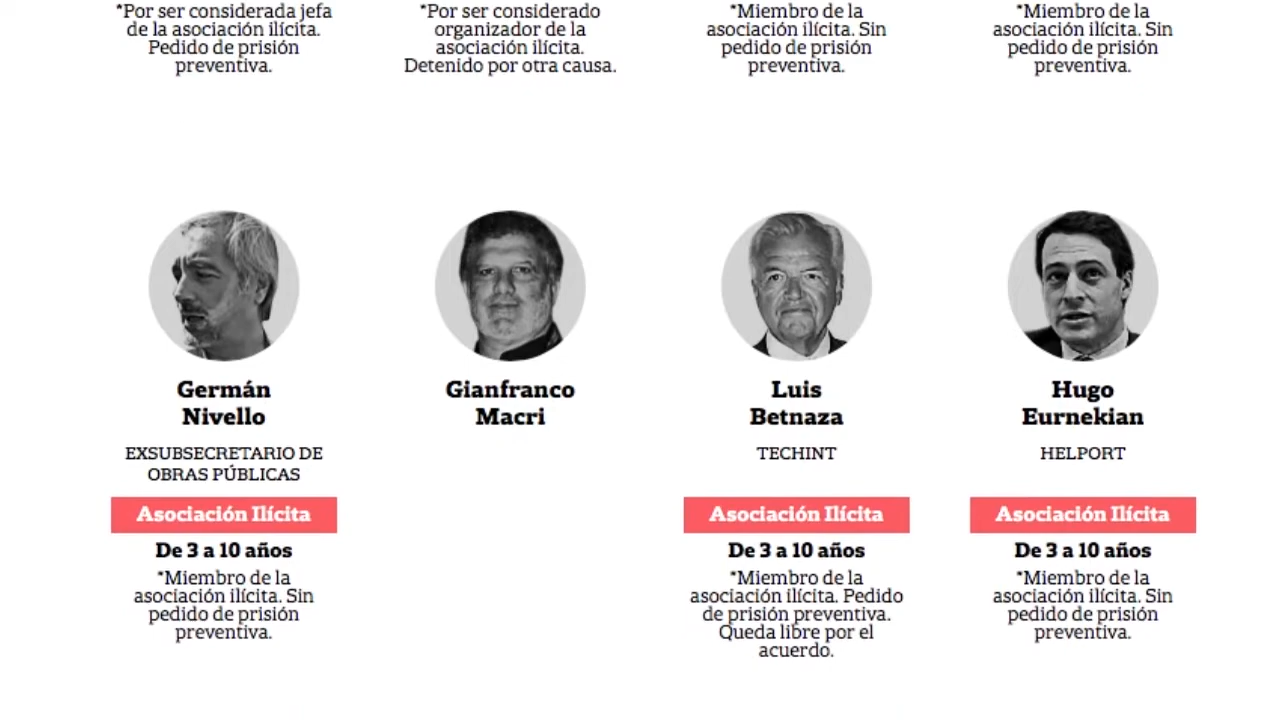 *Por ser considerada jefa
de la asociación ilícita.
Pedido de prisión
preventiva.
*Por ser considerado
organizador de la
asociación ilícita.
Detenido por otra causa.
*Miembro de la
asociación ilícita. Sin
pedido de prisión
preventiva.
*Miembro de la
asociación ilícita. Sin
pedido de prisión
preventiva.
Germán
Nivello
EXSUBSECRETARIO DE
OBRAS PÚBLICAS
Asociación Ilícita
De 3 a 10 años
*Miembro de la
asociación ilícita. Sin
pedido de prisión
preventiva.
Gianfranco
Macri
Luis
Betnaza
TECHINT
Asociación Ilícita
De 3 a 10 años
*Miembro de la
asociación ilícita. Pedido
de prisión preventiva.
Queda libre por el
acuerdo.
Hugo
Eurnekian
HELPORT
Asociación Ilícita
De 3 a 10 años
*Miembro de la
asociación ilícita. Sin
pedido de prisión
preventiva.